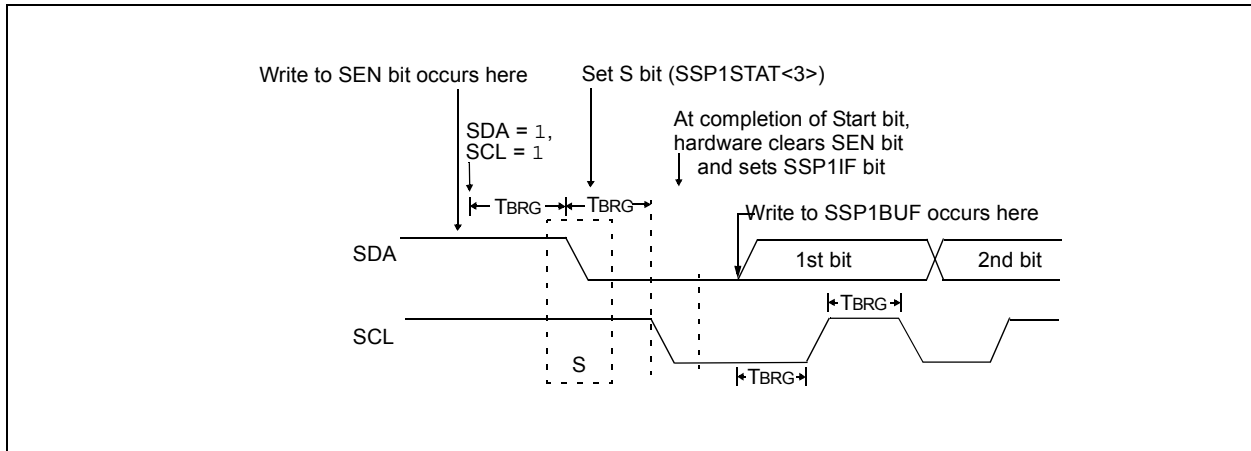 Write to SEN bit occurs here
Set S bit (SSP1STAT<3>)
SDA = 1,
SCL = 1
At completion of Start bit,
hardware clears SEN bit
and sets SSP1IF bit
TBRG
TBRG
Write to SSP1BUF occurs here
SDA
1st bit
2nd bit
TBRG
SCL
S
TBRG